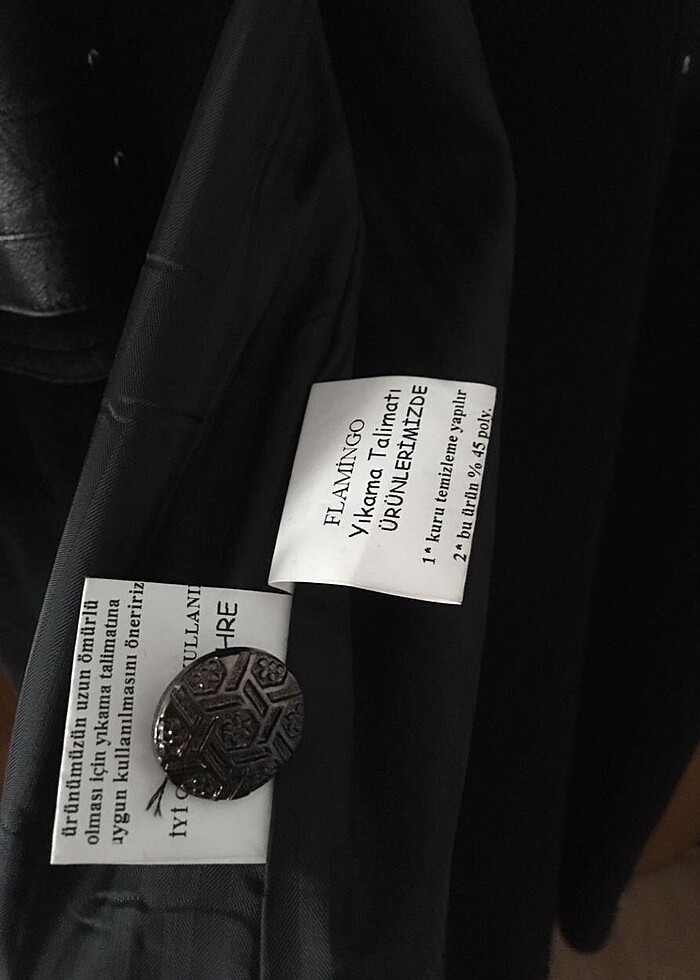 FLAMİNGO
Yıkama Talimatı
ÜRÜNLERİMİZDE
1* kuru temizleme yapılır
2* bu ürün % 45 poly.
ürünümüzün uzun ömürlü
olması için yıkama talimatına
uygun kullanılmasını öneririz
İYİ